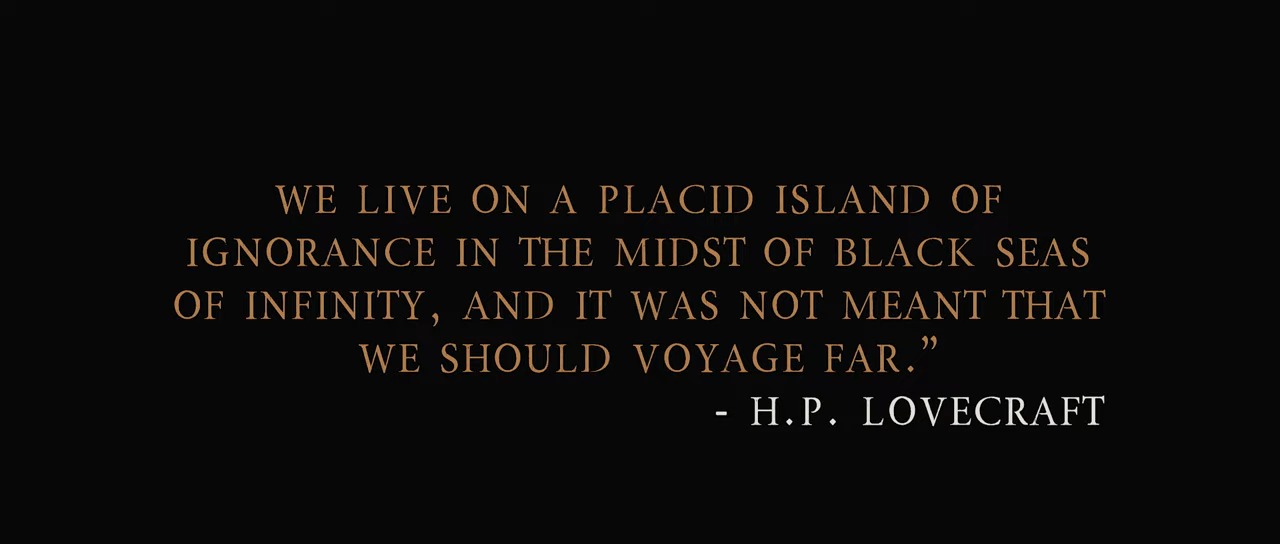 WE LIVE ON A PLACID ISLAND OF
IGNORANCE IN THE MIDST OF BLACK SEAS
OF INFINITY, AND IT WAS NOT MEANT THAT
WE SHOULD VOYAGE FAR.”
- H.P. LOVECRAFT